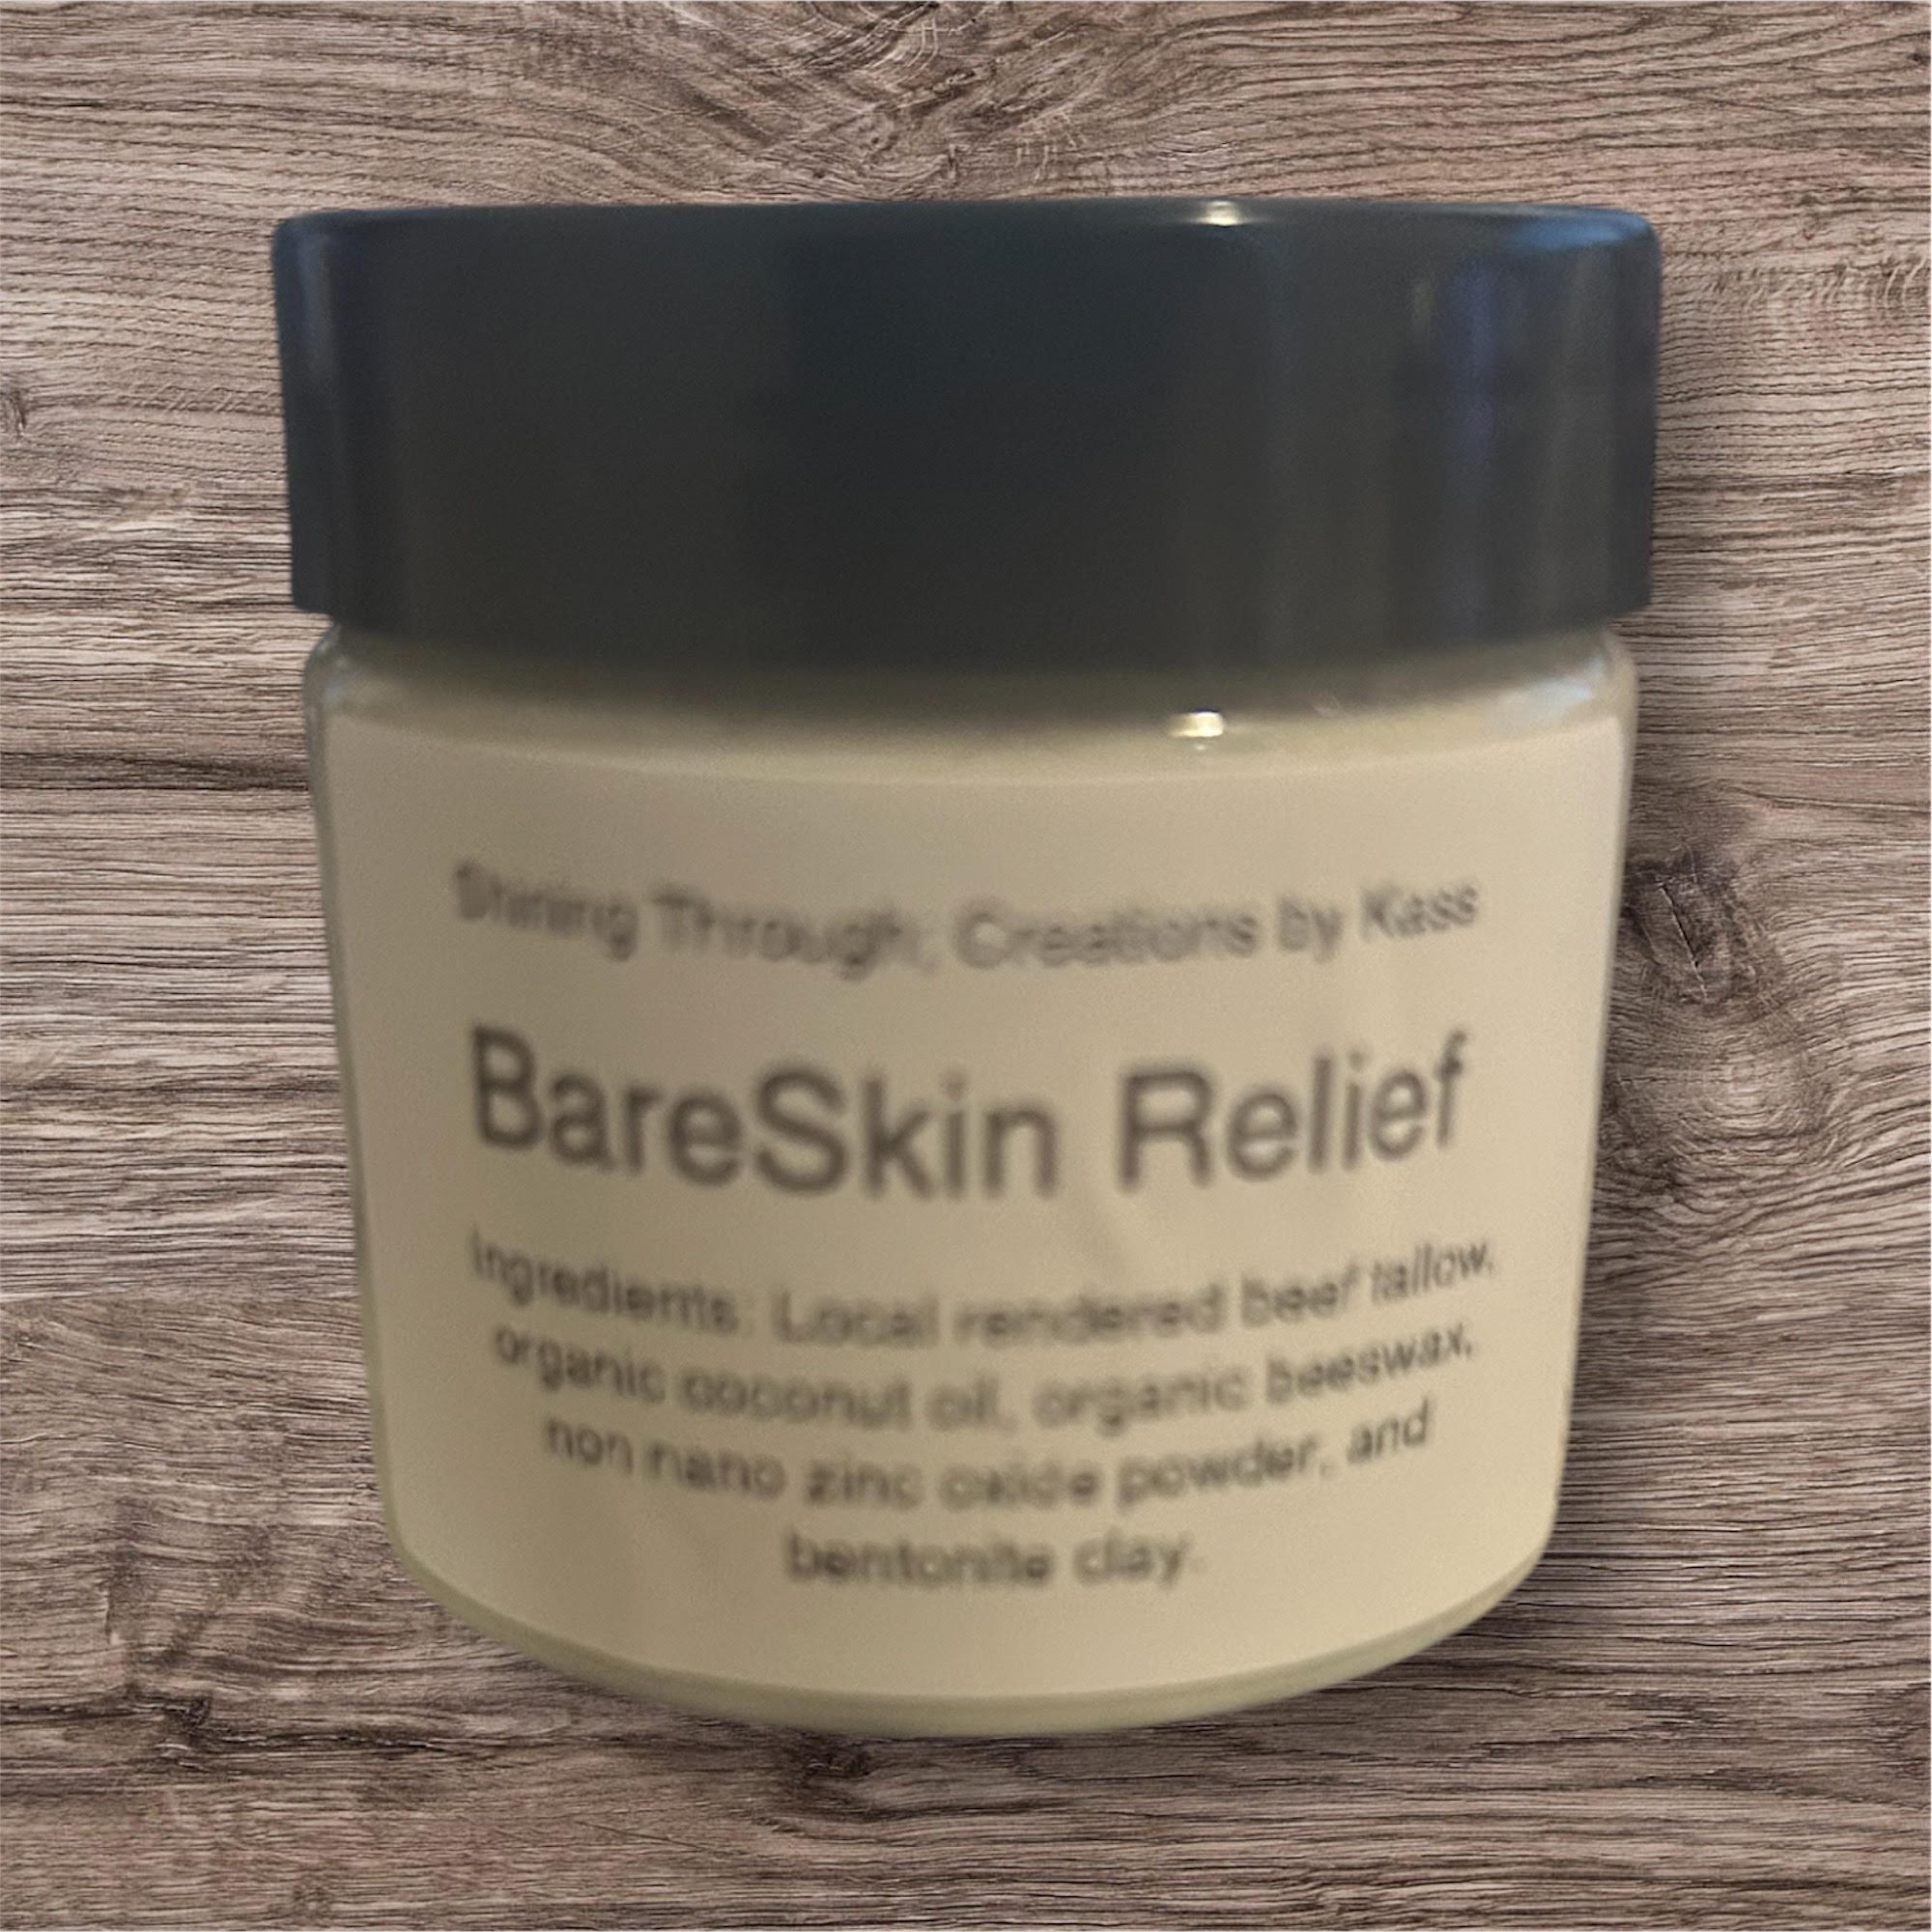 Shining Through; Creations by Kass
BareSkin Relief
Ingredients: Local rendered beef tallow,
organic coconut oil, organic beeswax,
non nano zinc oxide powder, and
bentonite clay.